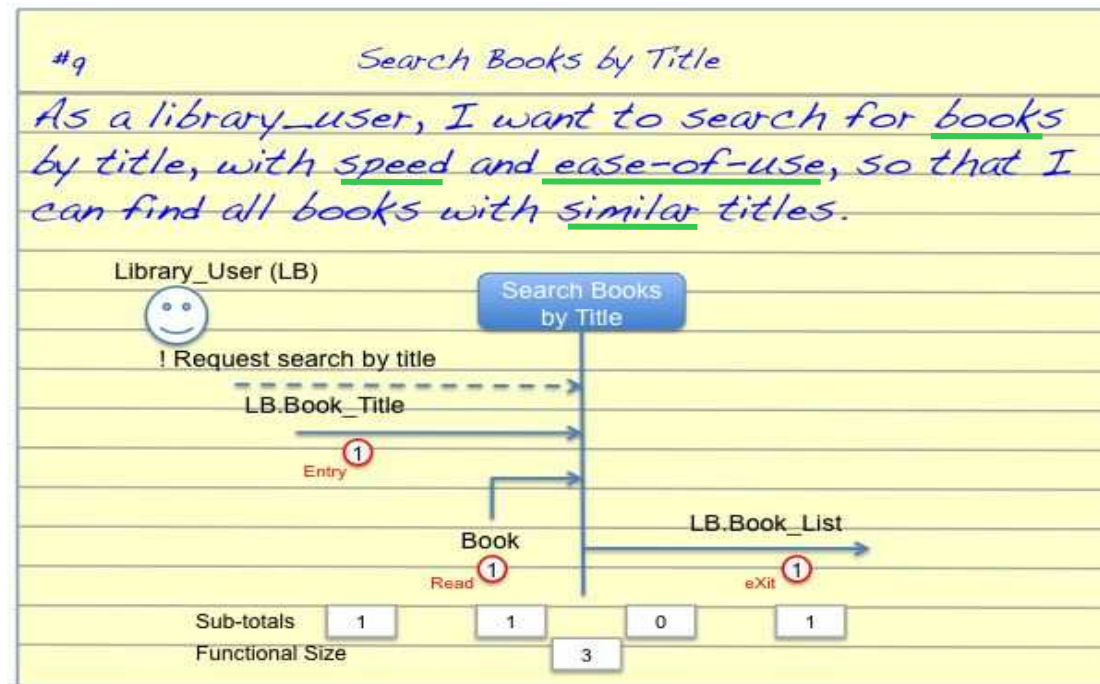 #9 Search Books by Title
As a library_user, I want to search for books
by title, with speed and ease-of-use, so that I
can find all books with similar titles.
Library_User (LB)
Search Books
by Title
! Request search by title
LB.Book_Title
1
Entry
LB.Book_List
Book
1
Read
1
eXit
Sub-totals 1 1 0 1
Functional Size 3